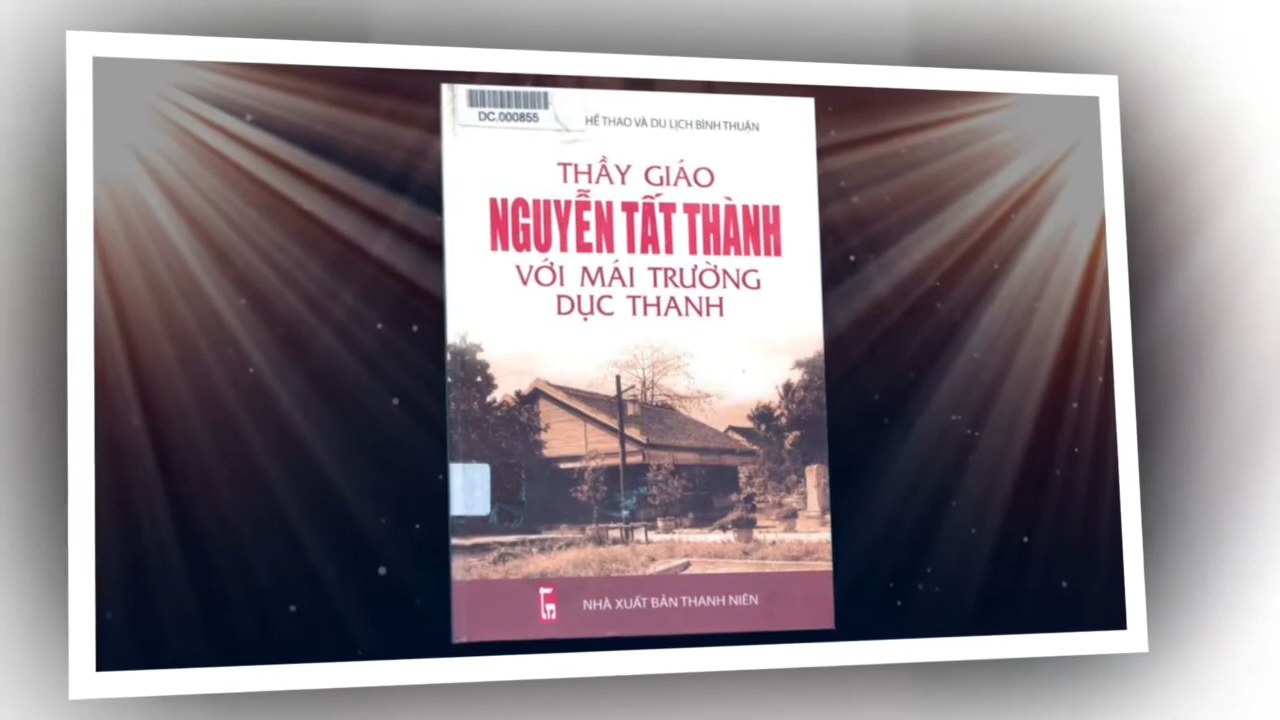 DC.000855
THAO VÀ DU LỊCH BÌNH THUẬN
THẦY GIÁO
NGUYỄN TẤT THÀNH
VỚI MÁI TRƯỜNG
DỤC THANH
NHÀ XUẤT BẢN THANH NIÊN